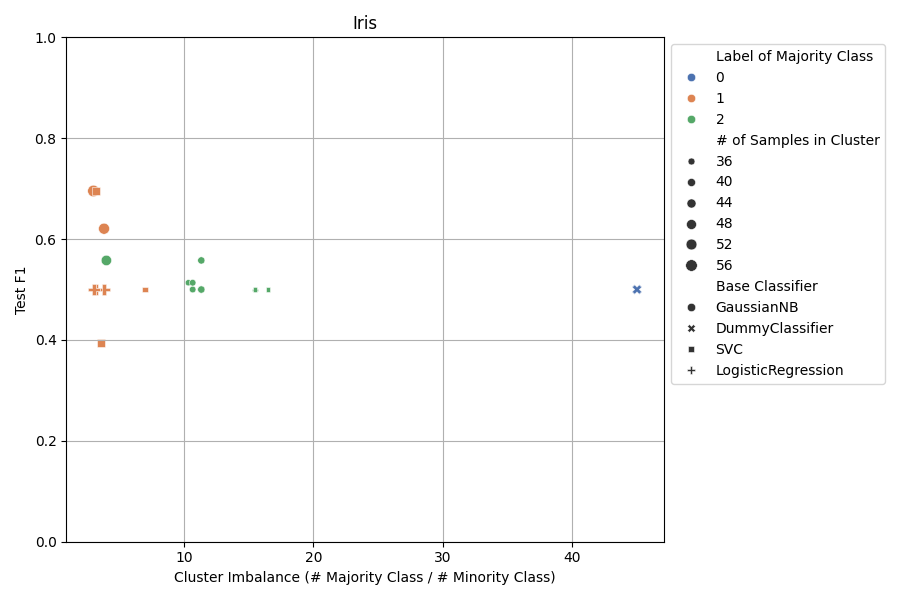 Iris
1.0
0.8
0.6
0.4
0.2
0.0
Test F1
10
20
30
40
Cluster Imbalance (# Majority Class / # Minority Class)
Label of Majority Class
0
1
2
# of Samples in Cluster
36
40
44
48
52
56
Base Classifier
GaussianNB
DummyClassifier
SVC
LogisticRegression